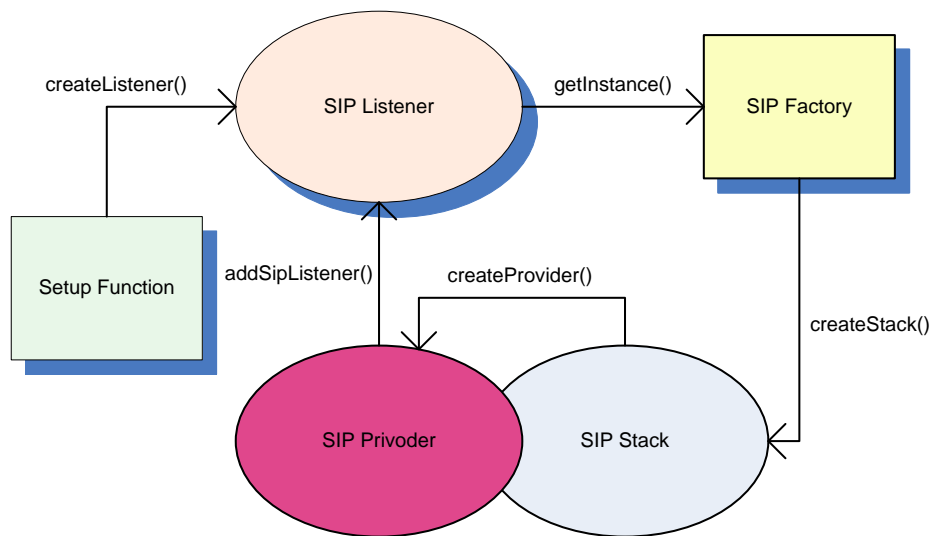 createListener()
SIP Listener
getInstance()
SIP Factory
Setup Function
addSipListener()
createProvider()
createStack()
SIP Privoder
SIP Stack